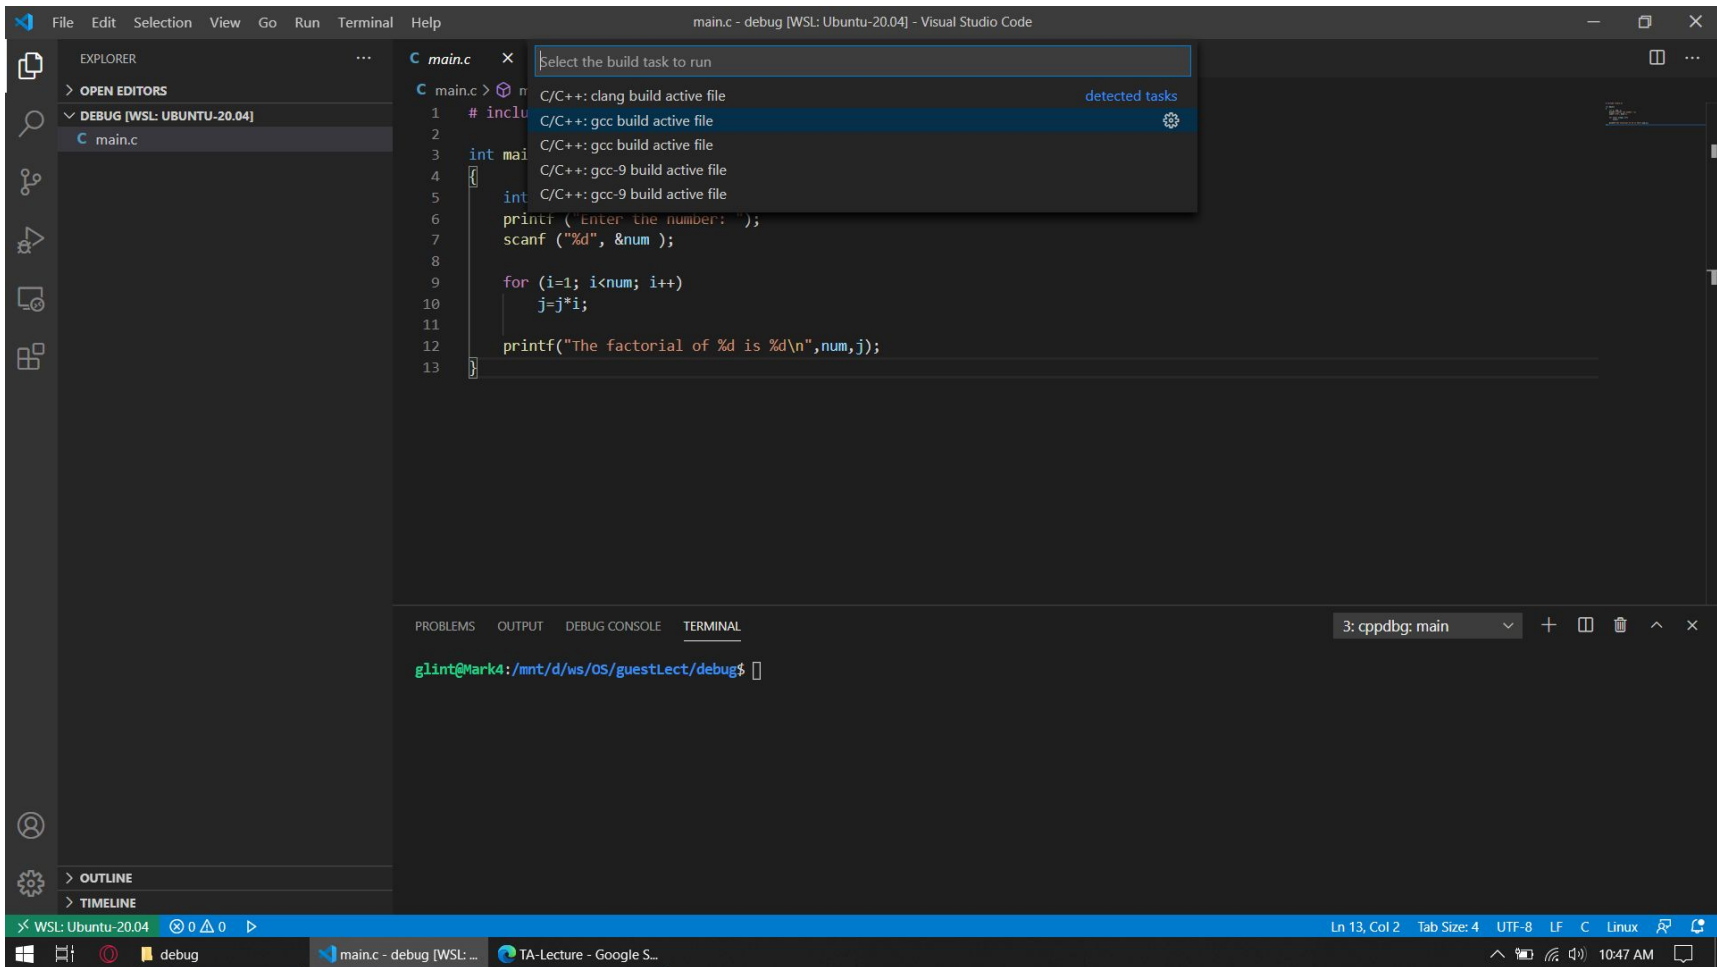 File Edit Selection View Go Run Terminal Help
main.c - debug [WSL: Ubuntu-20.04] - Visual Studio Code
EXPLORER
OPEN EDITORS
DEBUG [WSL: UBUNTU-20.04]
C main.c
OUTLINE
TIMELINE
C main.c
Select the build task to run
C main.c > m
C/C++: clang build active file detected tasks
C/C++: gcc build active file
C/C++: gcc build active file
C/C++: gcc-9 build active file
C/C++: gcc-9 build active file
1 # inclu
2
3 int mai
4 {
5 int
6 printf ("Enter the number: ");
7 scanf ("%d", &num );
8
9 for (i=1; i<num; i++)
10 j=j*i;
11
12 printf("The factorial of %d is %d\n",num,j);
13 }
PROBLEMS OUTPUT DEBUG CONSOLE TERMINAL
3: cppdbg: main
glint@Mark4:/mnt/d/ws/OS/guestLect/debug$
WSL: Ubuntu-20.04 0 0
Ln 13, Col 2 Tab Size: 4 UTF-8 LF C Linux
debug
main.c - debug [WSL: ...
TA-Lecture - Google S...
10:47 AM